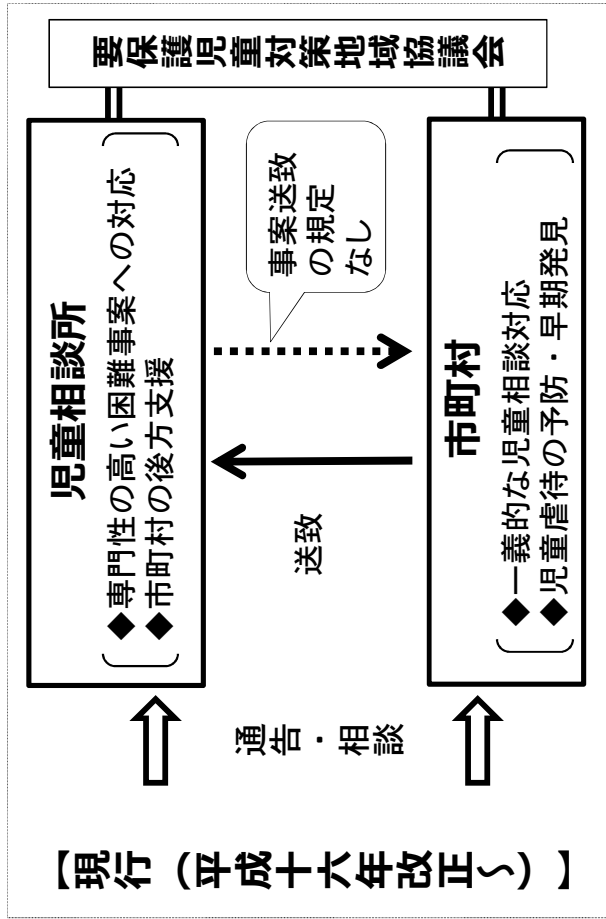 【現行（平成十六年改正～）】
通告・相談
児童相談所
◆専門性の高い困難事案への対応
◆市町村の後方支援
送致
事案送致
の規定
なし
市町村
◆一義的な児童相談対応
◆児童虐待の予防・早期発見
要保護児童対策地域協議会